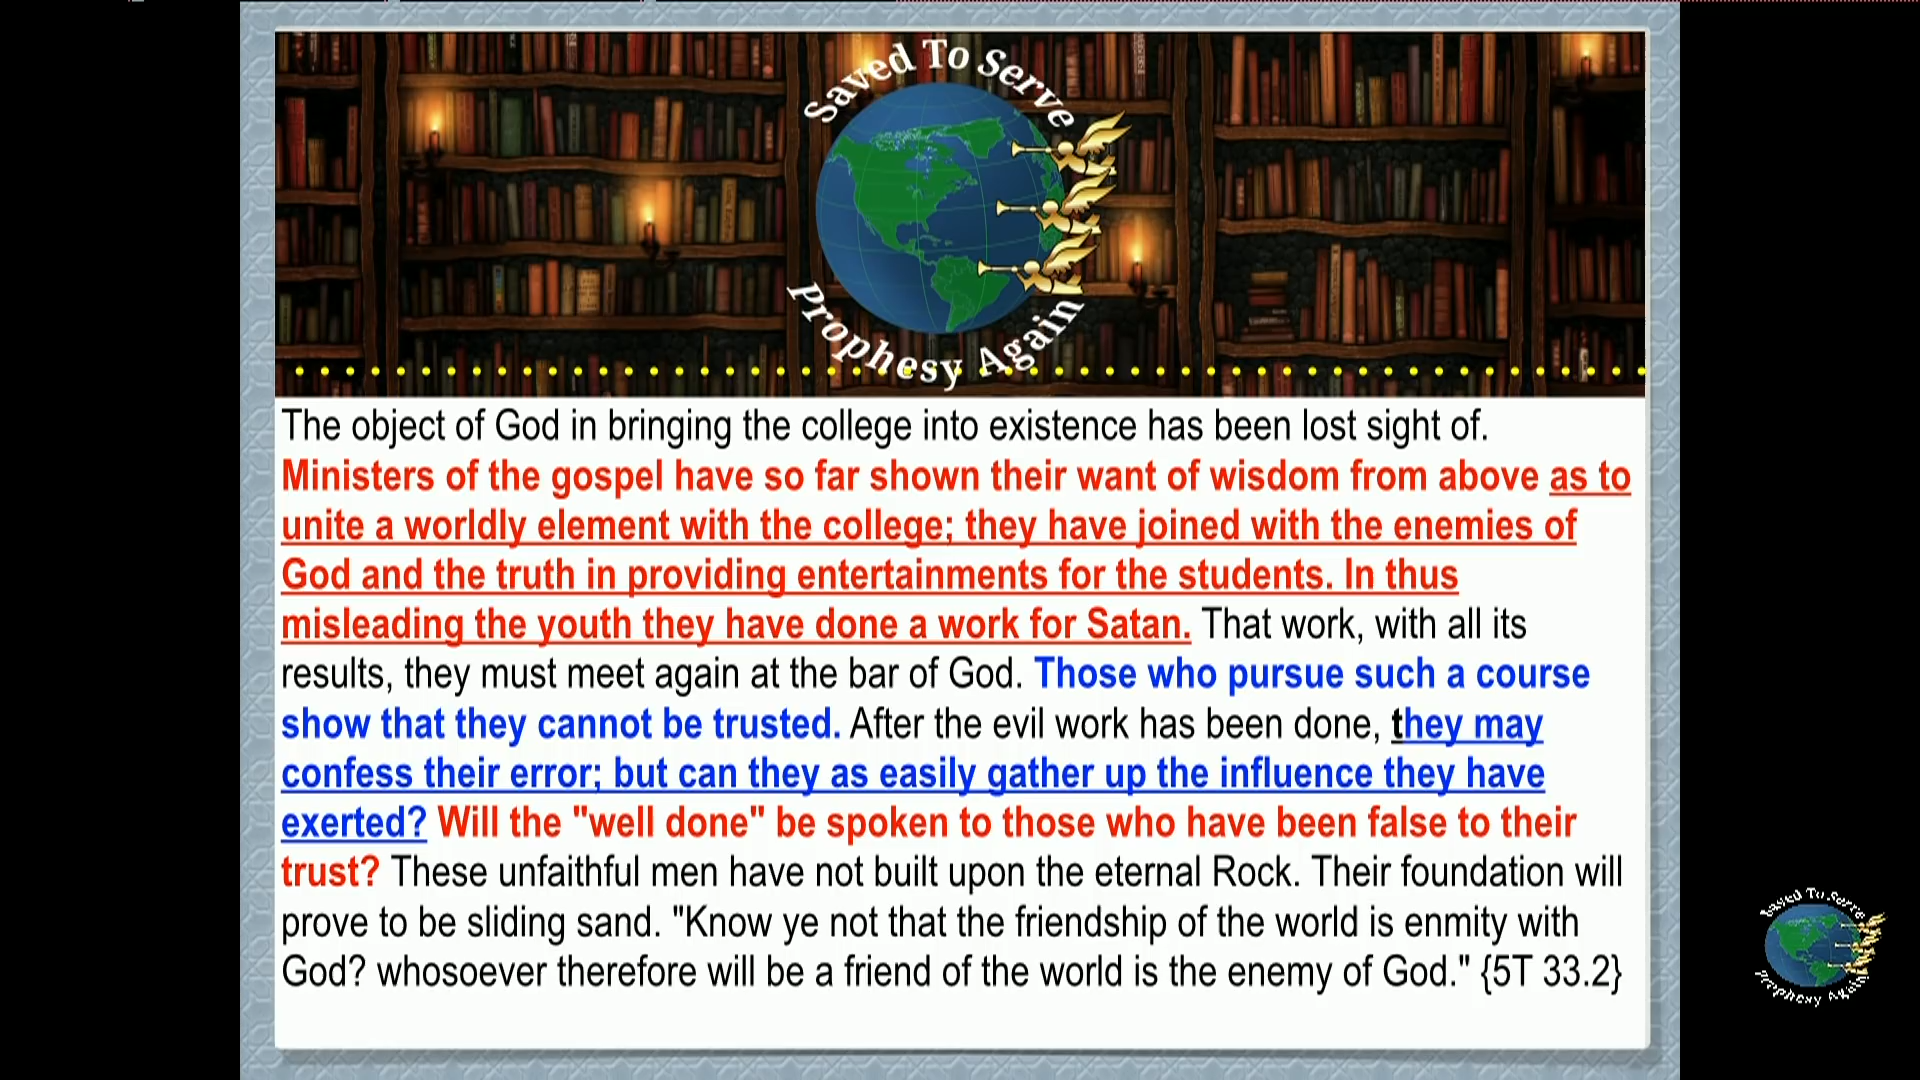 Saved To Serve
Prophesy Again
The object of God in bringing the college into existence has been lost sight of.
Ministers of the gospel have so far shown their want of wisdom from above as to
unite a worldly element with the college; they have joined with the enemies of
God and the truth in providing entertainments for the students. In thus
misleading the youth they have done a work for Satan. That work, with all its
results, they must meet again at the bar of God. Those who pursue such a course
show that they cannot be trusted. After the evil work has been done, they may
confess their error; but can they as easily gather up the influence they have
exerted? Will the "well done" be spoken to those who have been false to their
trust? These unfaithful men have not built upon the eternal Rock. Their foundation will
prove to be sliding sand. "Know ye not that the friendship of the world is enmity with
God? whosoever therefore will be a friend of the world is the enemy of God." {5T 33.2}
Saved To Serve
Prophesy Again